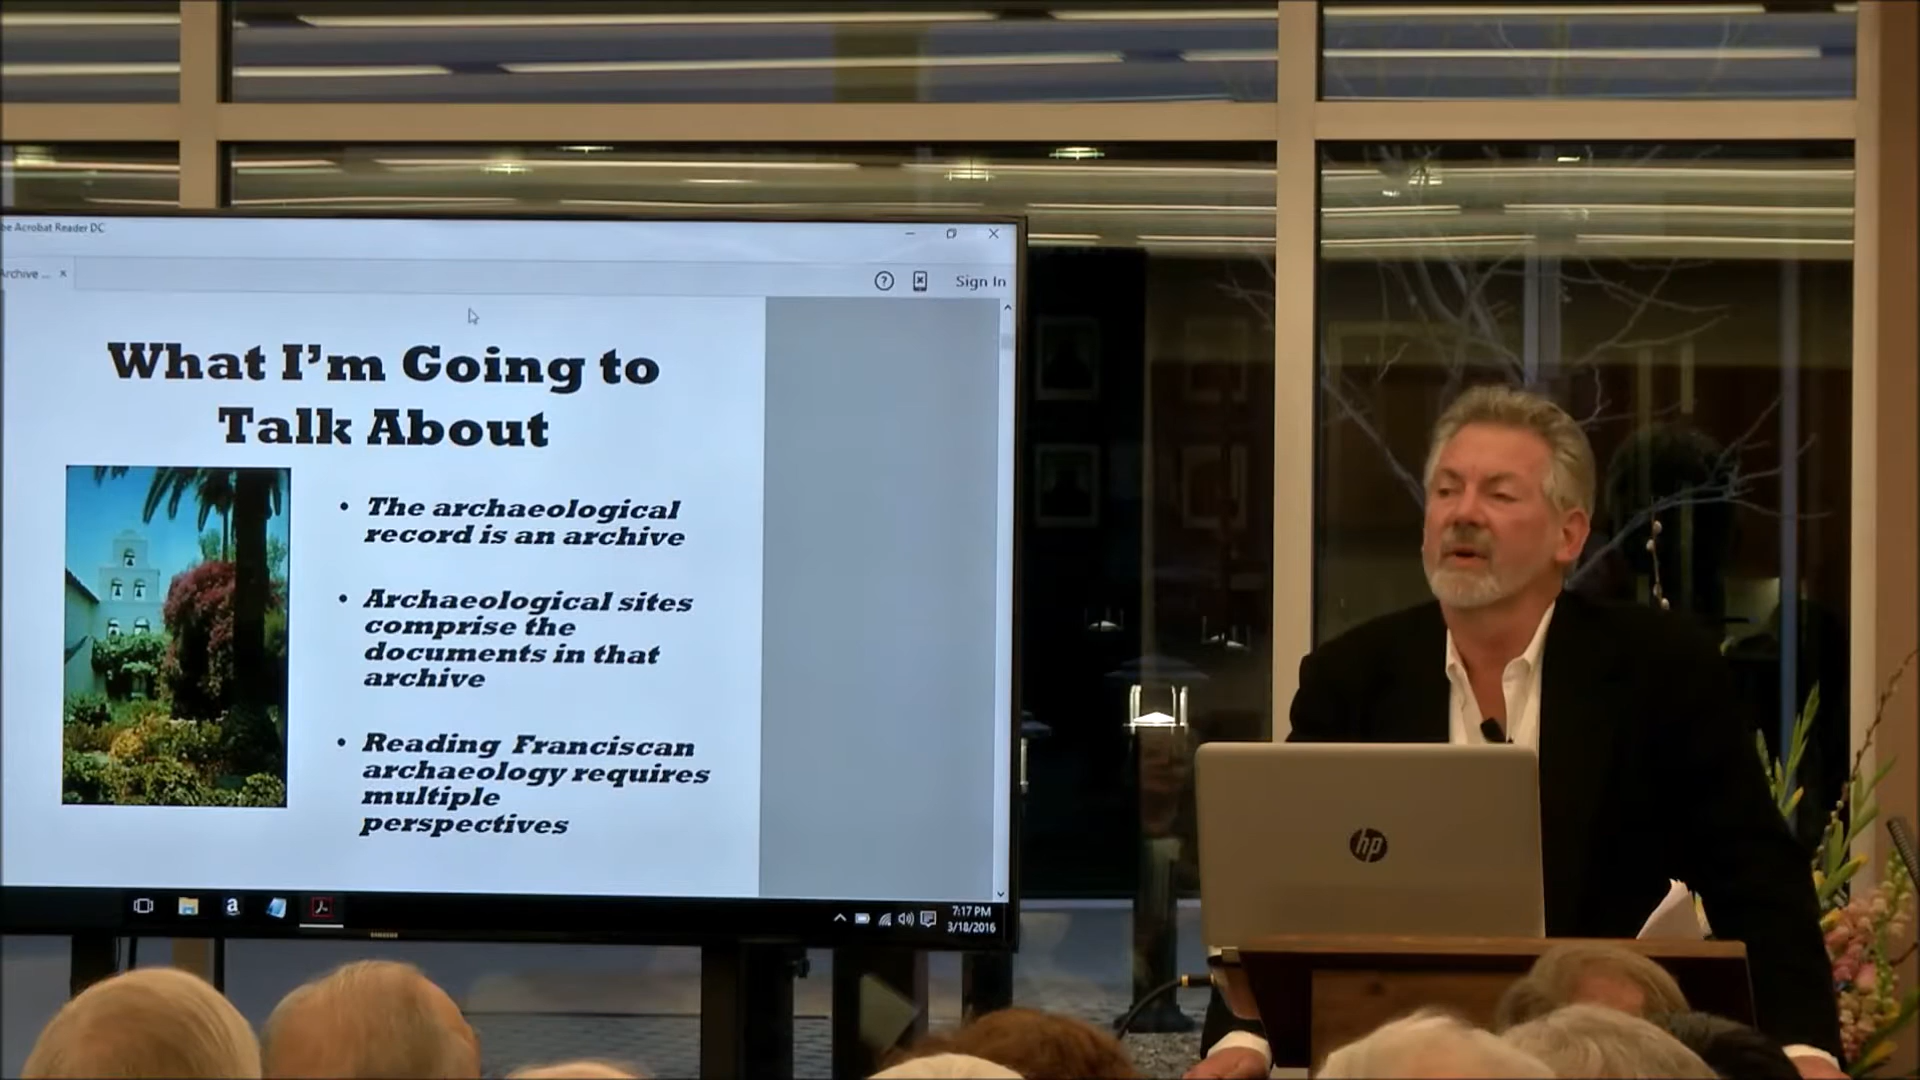 be Acrobat Reader DC
Archive ... x
Sign In
What I'm Going to
Talk About
• The archaeological
record is an archive
• Archaeological sites
comprise the
documents in that
archive
• Reading Franciscan
archaeology requires
multiple
perspectives
7:17 PM
3/18/2016
SAMSUNG
hp